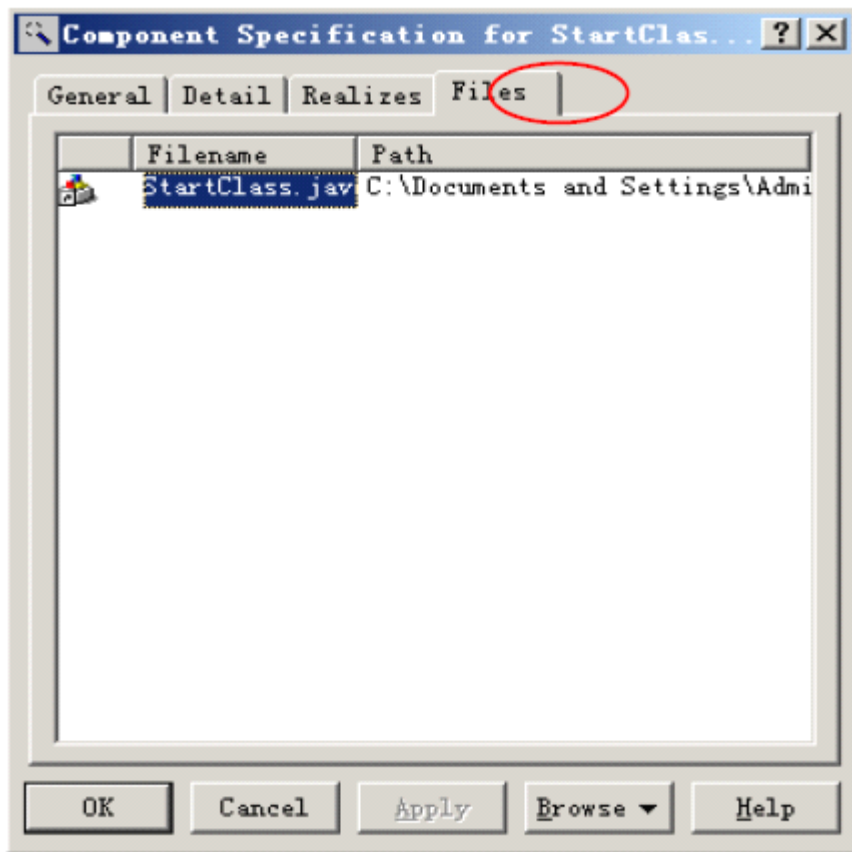 Component Specification for StartClas...
General Detail Realizes Files
Filename Path
StartClass.jav C:\Documents and Settings\Admi
OK Cancel Apply Browse Help